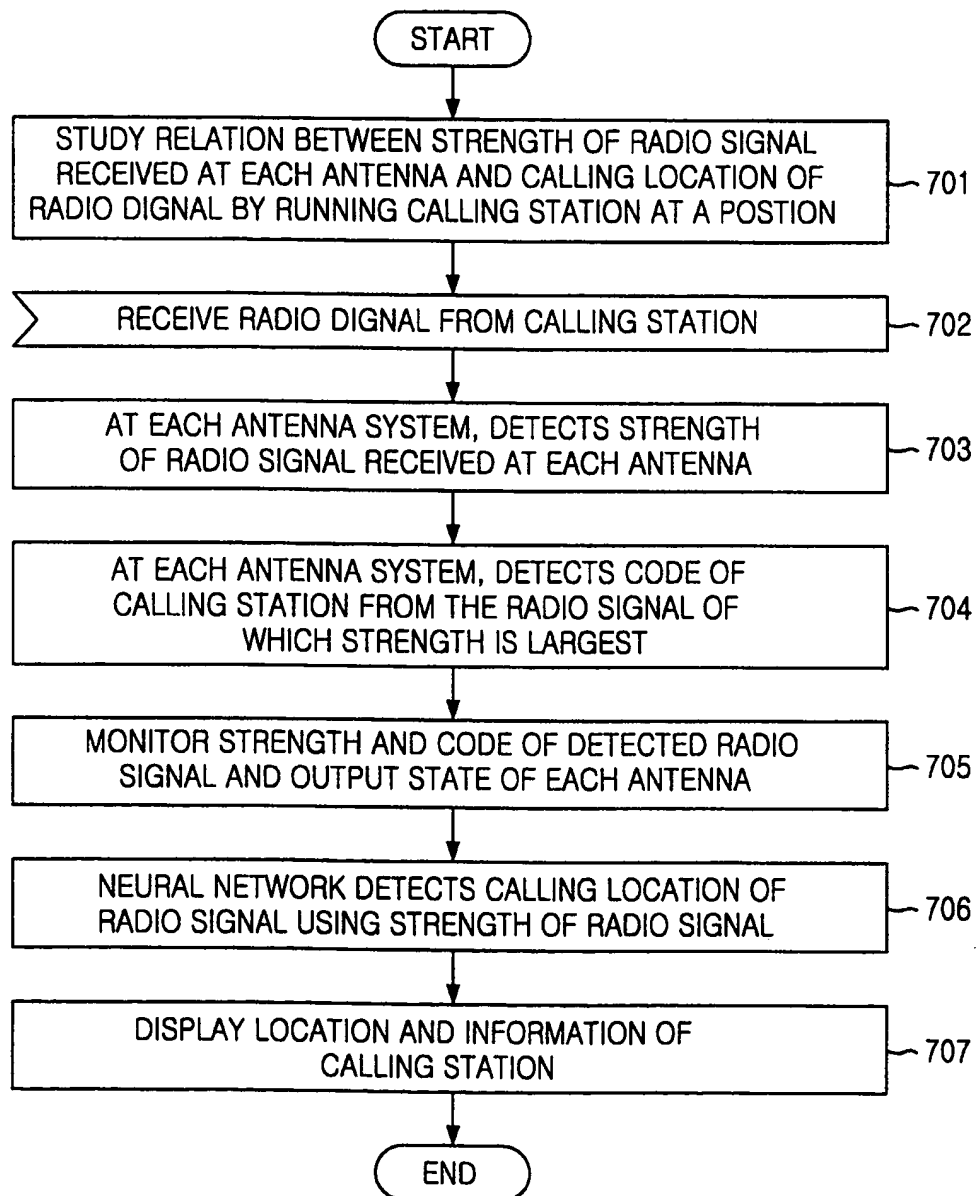 START
STUDY RELATION BETWEEN STRENGTH OF RADIO SIGNAL
RECEIVED AT EACH ANTENNA AND CALLING LOCATION OF
RADIO DIGNAL BY RUNNING CALLING STATION AT A POSTION
701
RECEIVE RADIO DIGNAL FROM CALLING STATION
702
AT EACH ANTENNA SYSTEM, DETECTS STRENGTH
OF RADIO SIGNAL RECEIVED AT EACH ANTENNA
703
AT EACH ANTENNA SYSTEM, DETECTS CODE OF
CALLING STATION FROM THE RADIO SIGNAL OF
WHICH STRENGTH IS LARGEST
704
MONITOR STRENGTH AND CODE OF DETECTED RADIO
SIGNAL AND OUTPUT STATE OF EACH ANTENNA
705
NEURAL NETWORK DETECTS CALLING LOCATION OF
RADIO SIGNAL USING STRENGTH OF RADIO SIGNAL
706
DISPLAY LOCATION AND INFORMATION OF
CALLING STATION
707
END